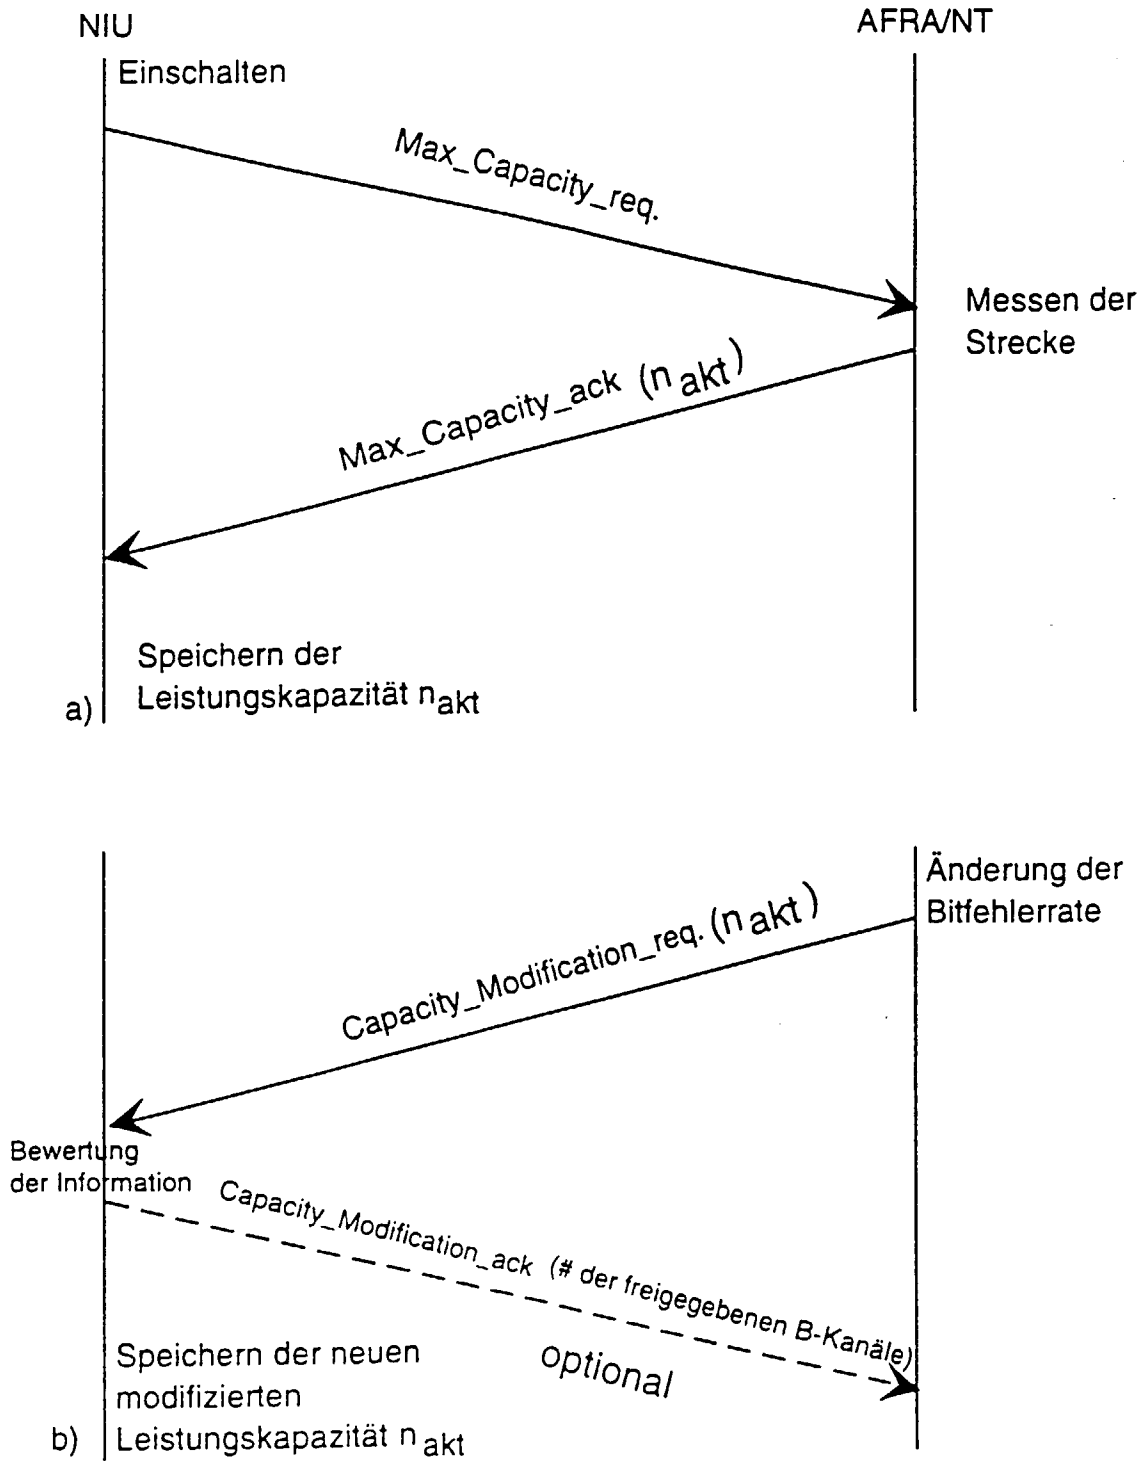 NIU
AFRA/NT
Einschalten
Max_Capacity_req.
Messen der
Strecke
Max_Capacity_ack (n akt)
Speichern der
Leistungskapazität n akt
a)
Änderung der
Bitfehlerrate
Capacity_Modification_req. (n akt)
Bewertung
der Information
Capacity_Modification_ack (# der freigegebenen B-Kanäle)
optional
Speichern der neuen
modifizierten
Leistungskapazität n akt
b)